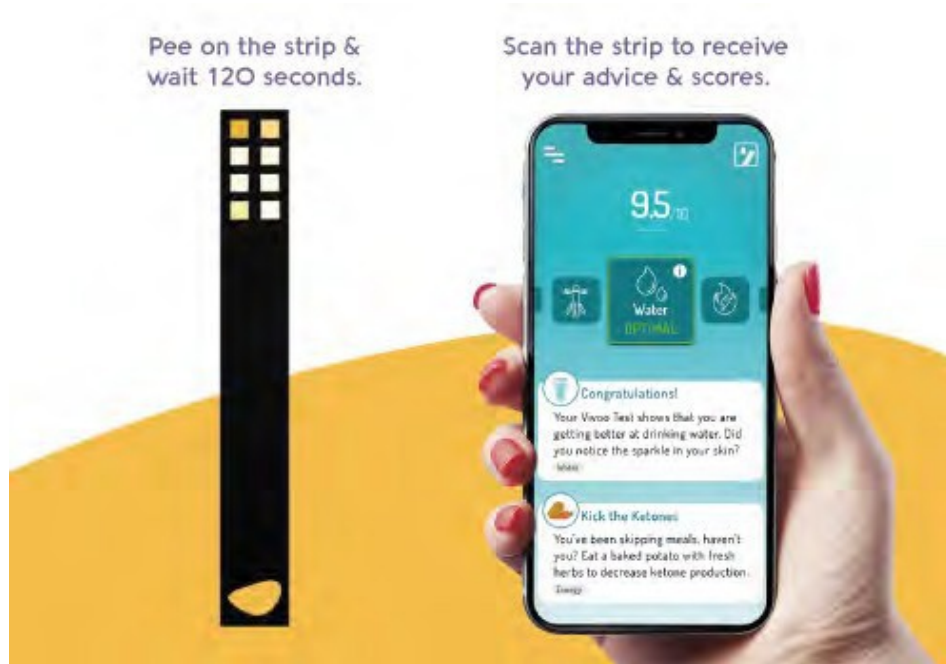 Pee on the strip &
wait 120 seconds.
Scan the strip to receive
your advice & scores.
9.5/10
Water
OPTIMAL
Congratulations!
Your Vivoo Test shows that you are
getting better at drinking water. Did
you notice the sparkle in your skin?
Water
Kick the Ketones
You've been skipping meals, haven't
you? Eat a baked potato with fresh
herbs to decrease ketone production.
Energy